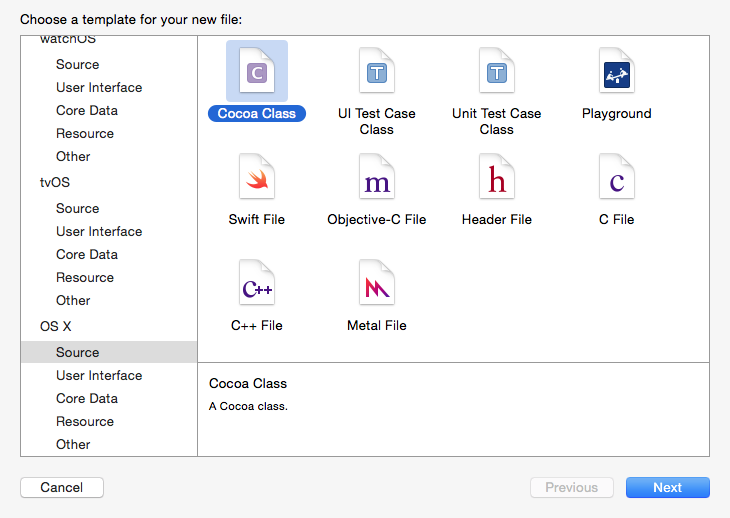 Choose a template for your new file:
watchOS
Source
User Interface
Core Data
Resource
Other
tvOS
Source
User Interface
Core Data
Resource
Other
OS X
Source
User Interface
Core Data
Resource
Other
C
T
T
Cocoa Class
UI Test Case
Class
Unit Test Case
Class
Playground
m
h
c
Swift File
Objective-C File
Header File
C File
C++
C++ File
Metal File
Cocoa Class
A Cocoa class.
Cancel
Previous
Next